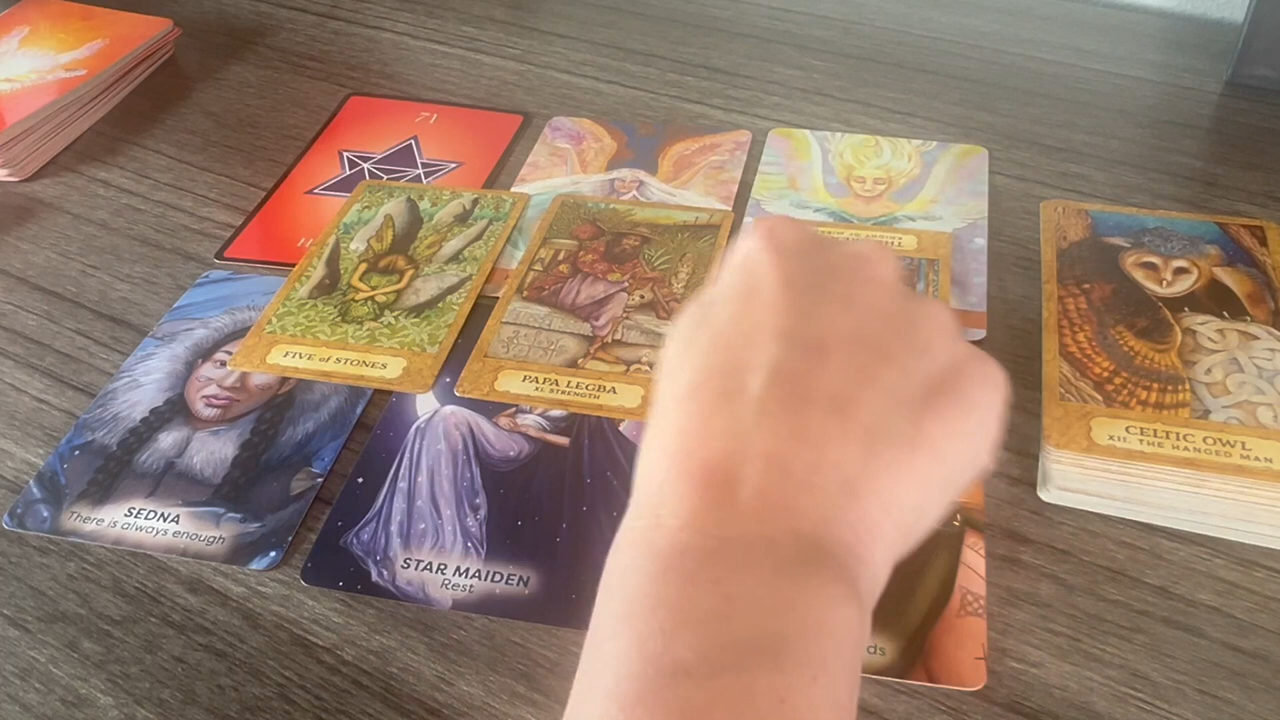 71
FIVE of STONES
PAPA LEGBA
XI. STRENGTH
CELTIC OWL
XII. THE HANGED MAN
SEDNA
There is always enough
STAR MAIDEN
Rest
ds